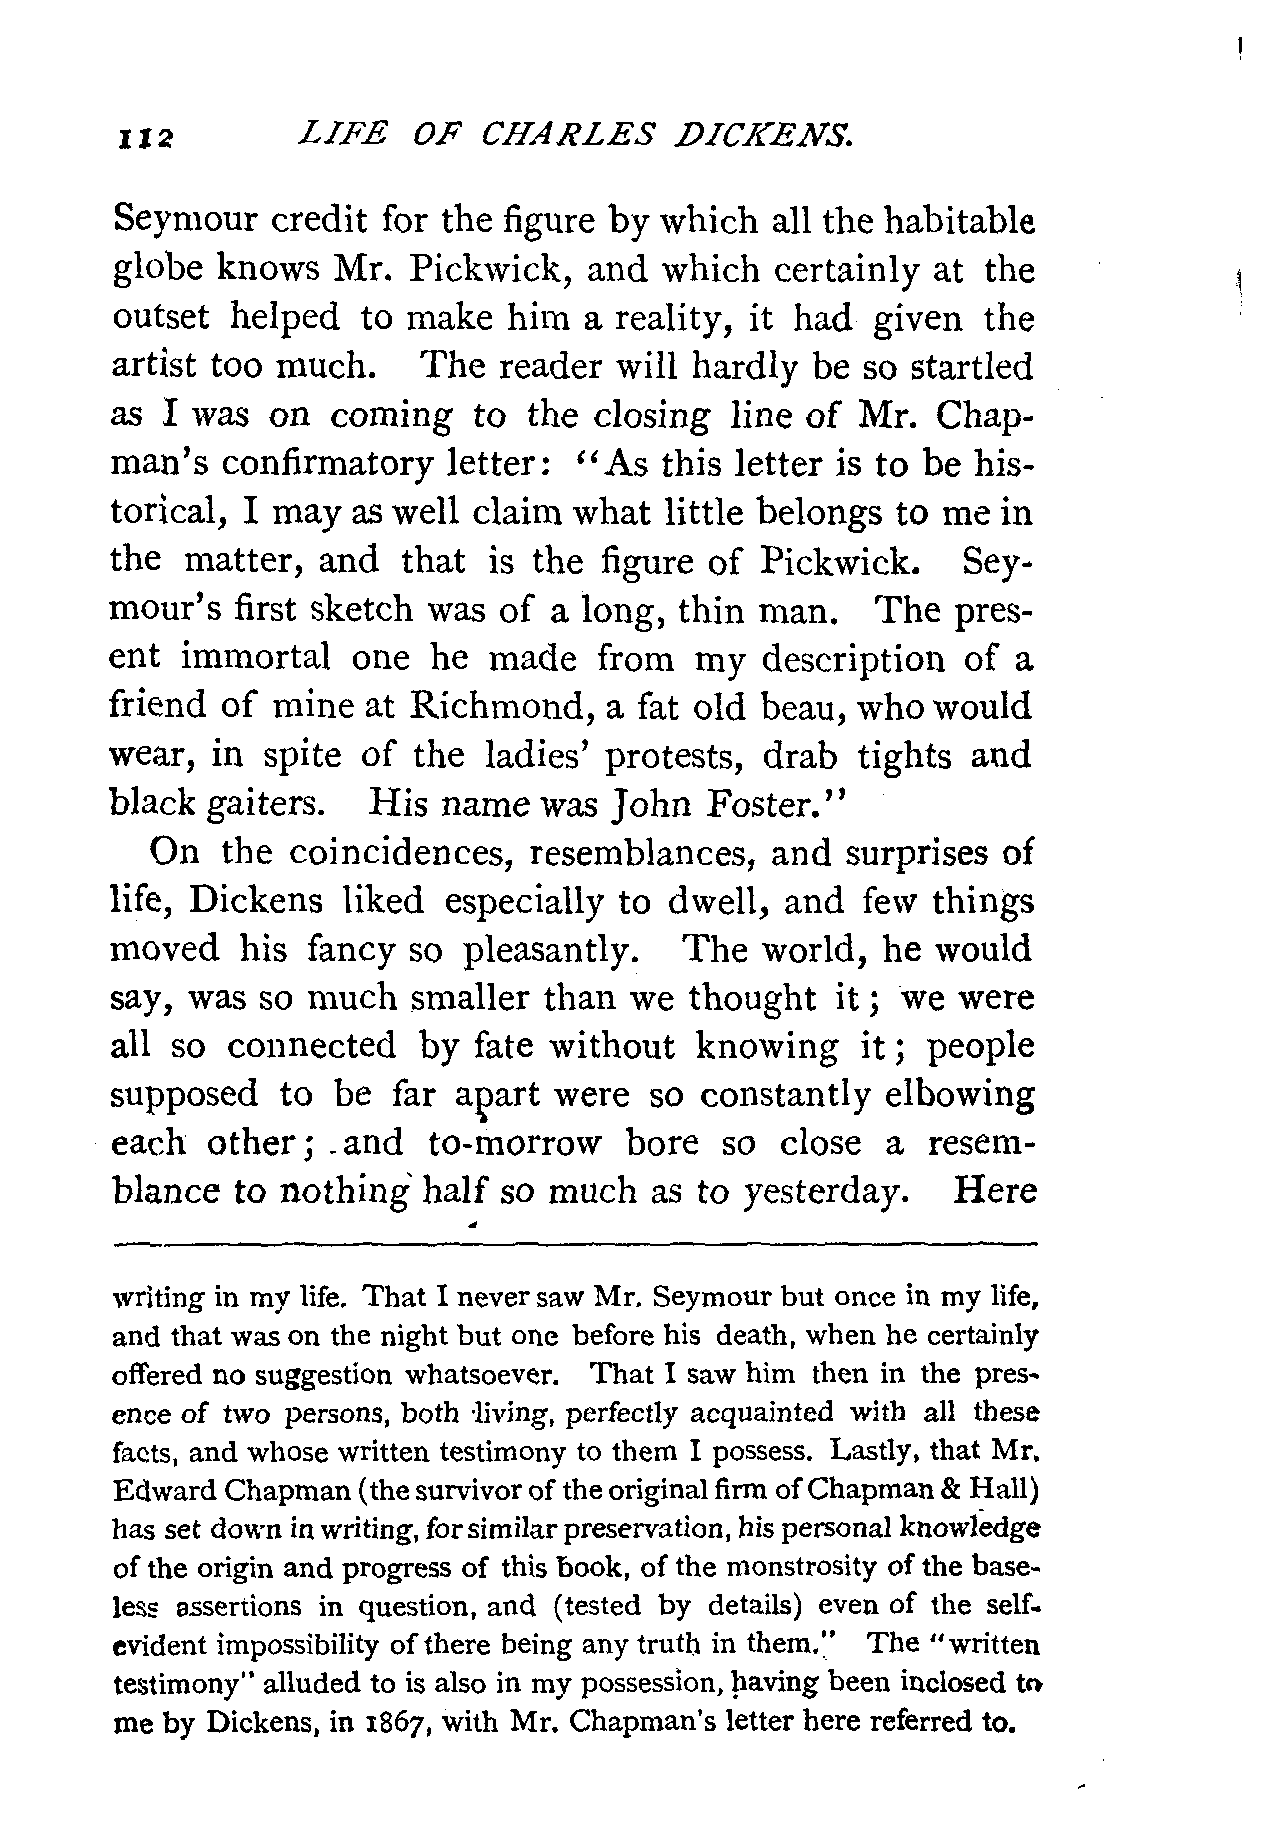 112 LIFE OF CHARLES DICKENS.
Seymour credit for the figure by which all the habitable
globe knows Mr. Pickwick, and which certainly at the
outset helped to make him a reality, it had given the
artist too much. The reader will hardly be so startled
as I was on coming to the closing line of Mr. Chap-
man's confirmatory letter: “As this letter is to be his-
torical, I may as well claim what little belongs to me in
the matter, and that is the figure of Pickwick. Sey-
mour's first sketch was of a long, thin man. The pres-
ent immortal one he made from my description of a
friend of mine at Richmond, a fat old beau, who would
wear, in spite of the ladies' protests, drab tights and
black gaiters. His name was John Foster.”
On the coincidences, resemblances, and surprises of
life, Dickens liked especially to dwell, and few things
moved his fancy so pleasantly. The world, he would
say, was so much smaller than we thought it; we were
all so connected by fate without knowing it; people
supposed to be far apart were so constantly elbowing
each other; and to-morrow bore so close a resem-
blance to nothing half so much as to yesterday. Here
writing in my life. That I never saw Mr. Seymour but once in my life,
and that was on the night but one before his death, when he certainly
offered no suggestion whatsoever. That I saw him then in the pres-
ence of two persons, both living, perfectly acquainted with all these
facts, and whose written testimony to them I possess. Lastly, that Mr.
Edward Chapman (the survivor of the original firm of Chapman & Hall)
has set down in writing, for similar preservation, his personal knowledge
of the origin and progress of this book, of the monstrosity of the base-
less assertions in question, and (tested by details) even of the self-
evident impossibility of there being any truth in them.” The “written
testimony” alluded to is also in my possession, having been inclosed to
me by Dickens, in 1867, with Mr. Chapman's letter here referred to.